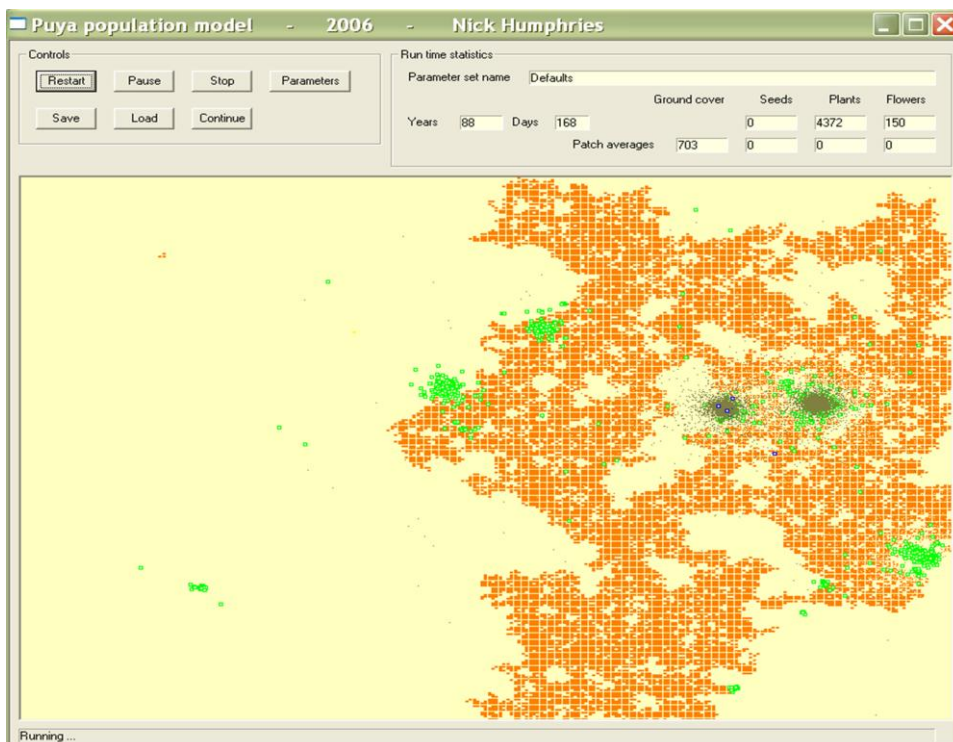 Puya population model - 2006 - Nick Humphries
Controls
Restart Pause Stop Parameters
Save Load Continue
Run time statistics
Parameter set name Defaults
Ground cover Seeds Plants Flowers
Years 88 Days 168 0 4372 150
Patch averages 703 0 0 0
Running ...